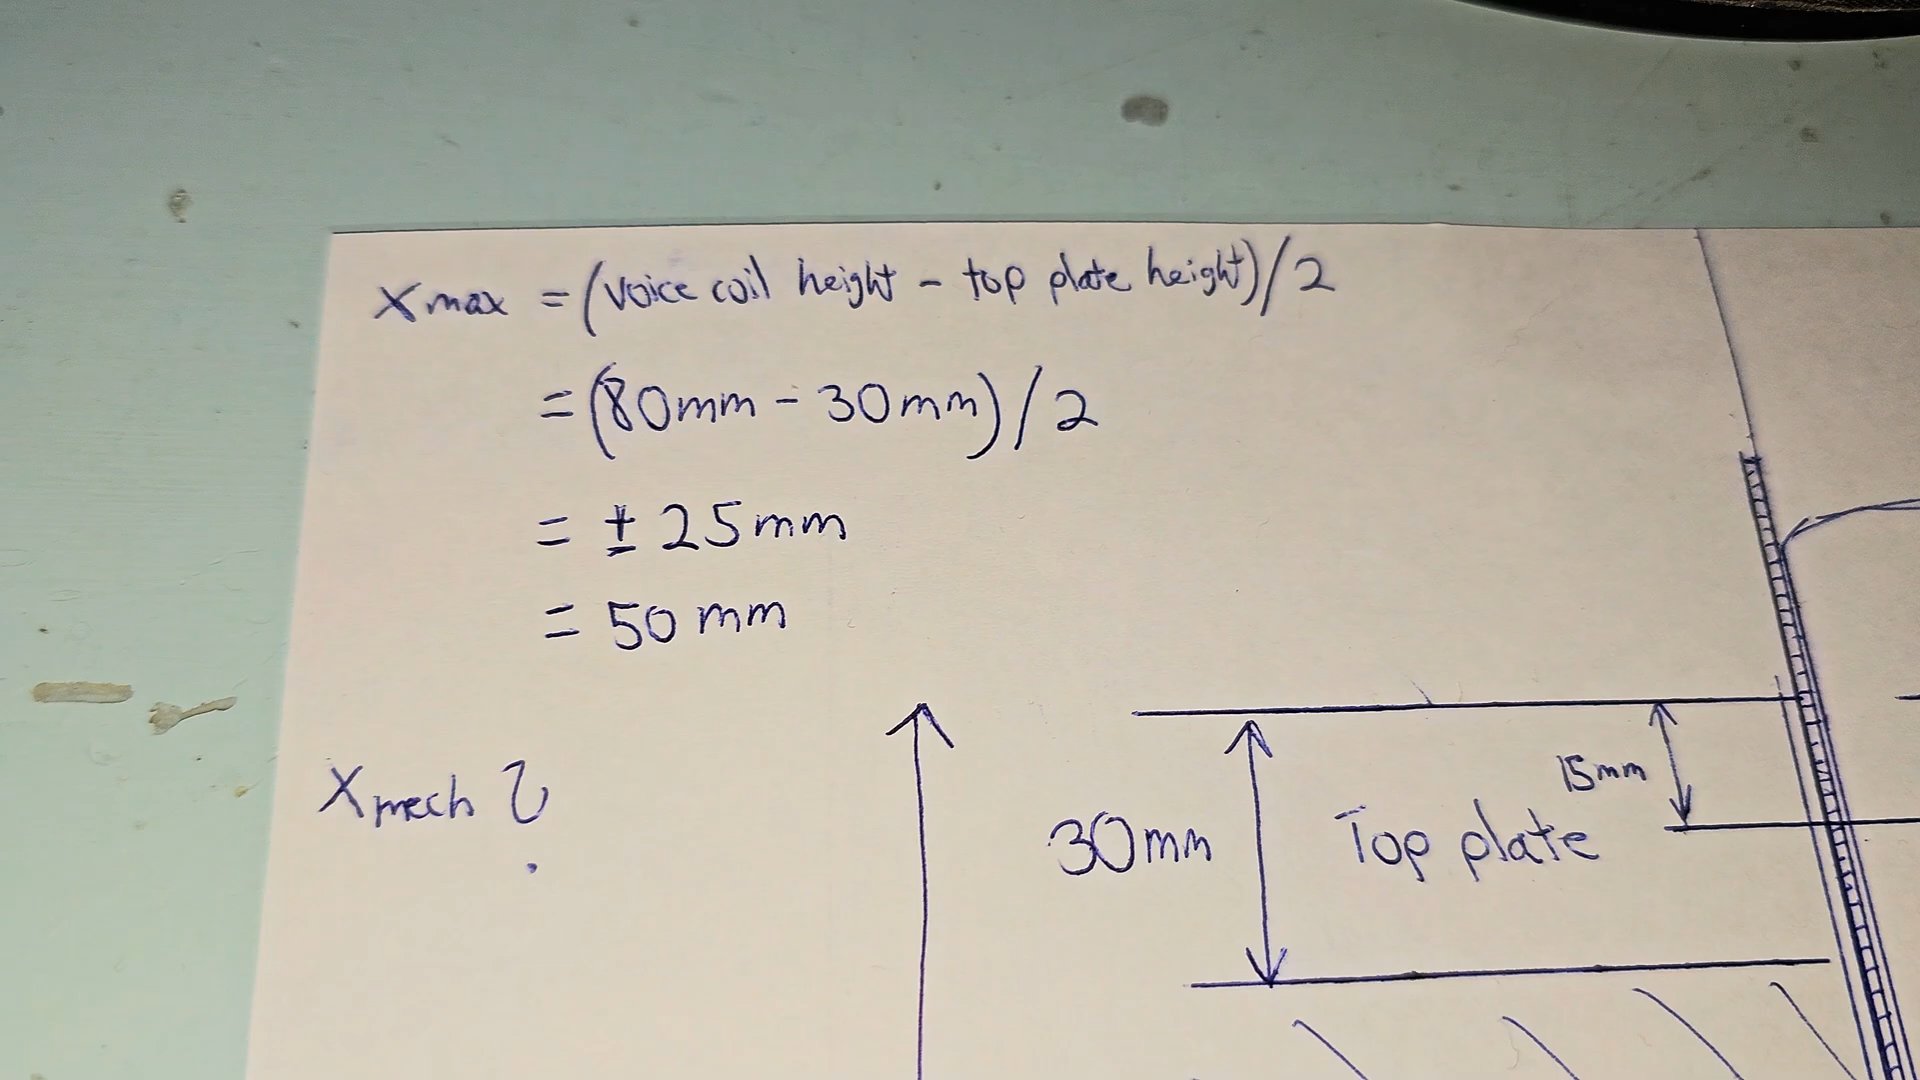 Xmax = (voice coil height - top plate height)/2
= (80mm - 30mm)/2
= ± 25mm
= 50 mm
Xmech ?
15mm
30mm
Top plate